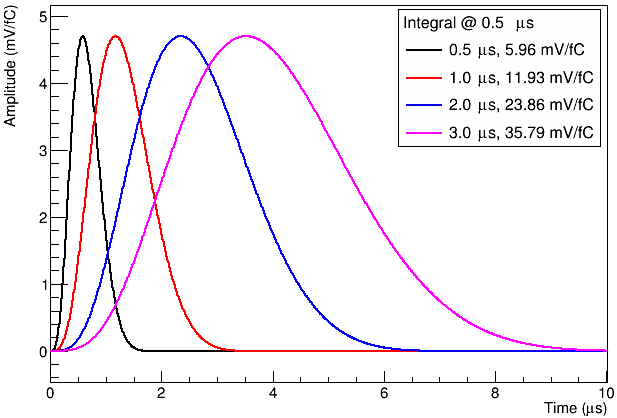 Amplitude (mV/fC)
5
4
3
2
1
0
Integral @ 0.5 μs
0.5 μs, 5.96 mV/fC
1.0 μs, 11.93 mV/fC
2.0 μs, 23.86 mV/fC
3.0 μs, 35.79 mV/fC
0 2 4 6 8 10
Time (μs)